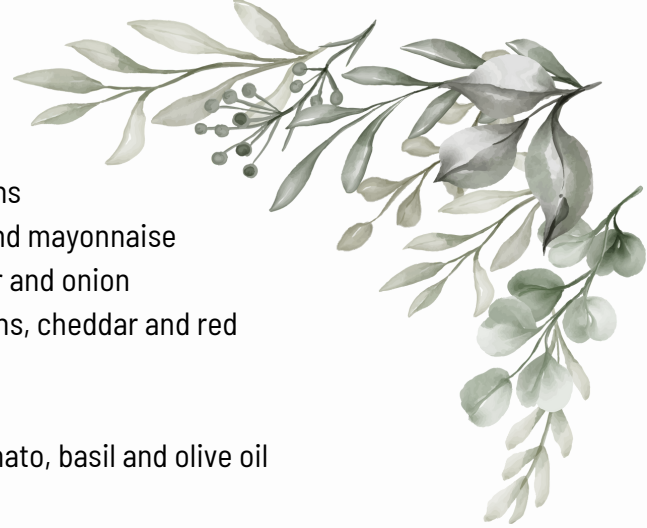 ns
nd mayonnaise
r and onion
ns, cheddar and red
nato, basil and olive oil